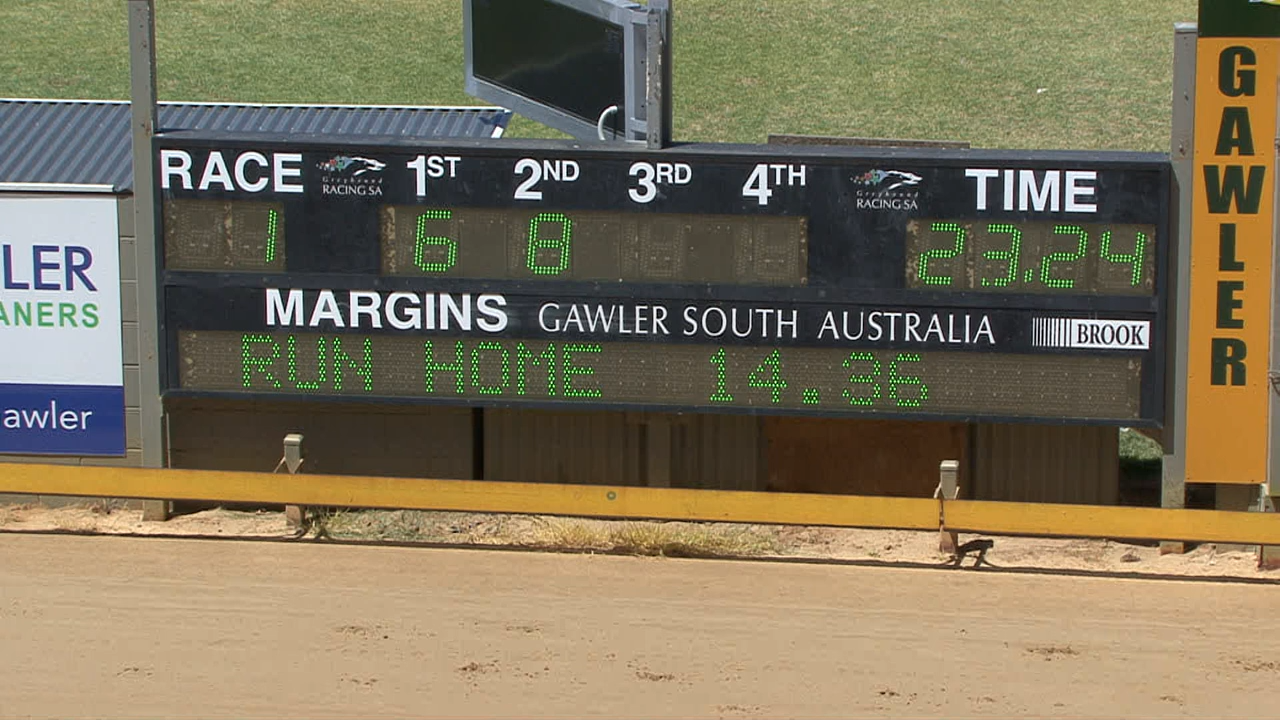 RACE 1ST 2ND 3RD 4TH TIME
Greyhound RACING SA Greyhound RACING SA
1 6 8 23.24
MARGINS GAWLER SOUTH AUSTRALIA BROOK
RUN HOME 14.36
LER
ANERS
awler
GAWLER